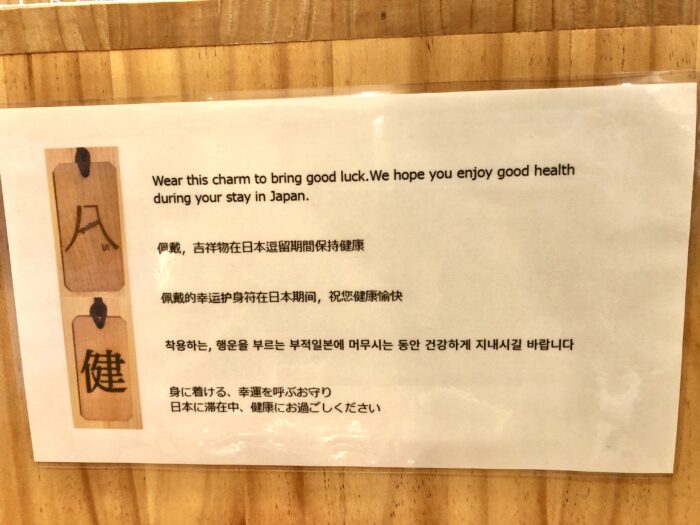 Wear this charm to bring good luck.We hope you enjoy good health
during your stay in Japan.
佩戴，吉祥物在日本逗留期間保持健康
佩戴的幸运护身符在日本期间，祝您健康愉快
착용하는, 행운을 부르는 부적일본에 머무시는 동안 건강하게 지내시길 바랍니다
健
身に着ける、幸運を呼ぶお守り
日本に滞在中、健康にお過ごしください